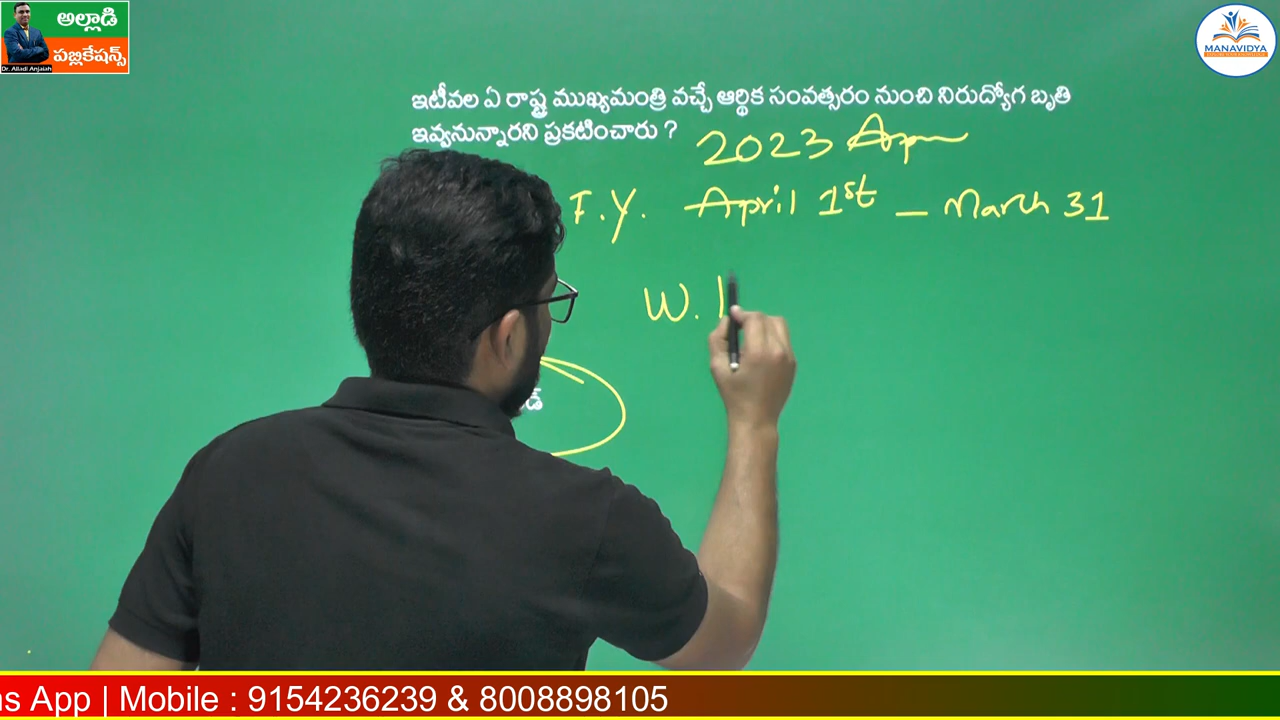 అల్లాడి
పబ్లికేషన్స్
Dr. Alladi Anjaiah
MANAVIDYA
ఇటీవల ఏ రాష్ట్ర ముఖ్యమంత్రి వచ్చే ఆర్థిక సంవత్సరం నుంచి నిరుద్యోగ బృతి
ఇవ్వనున్నారని ప్రకటించారు ?
2023
F.Y. April 1st - March 31
W.
ns App | Mobile : 9154236239 & 8008898105